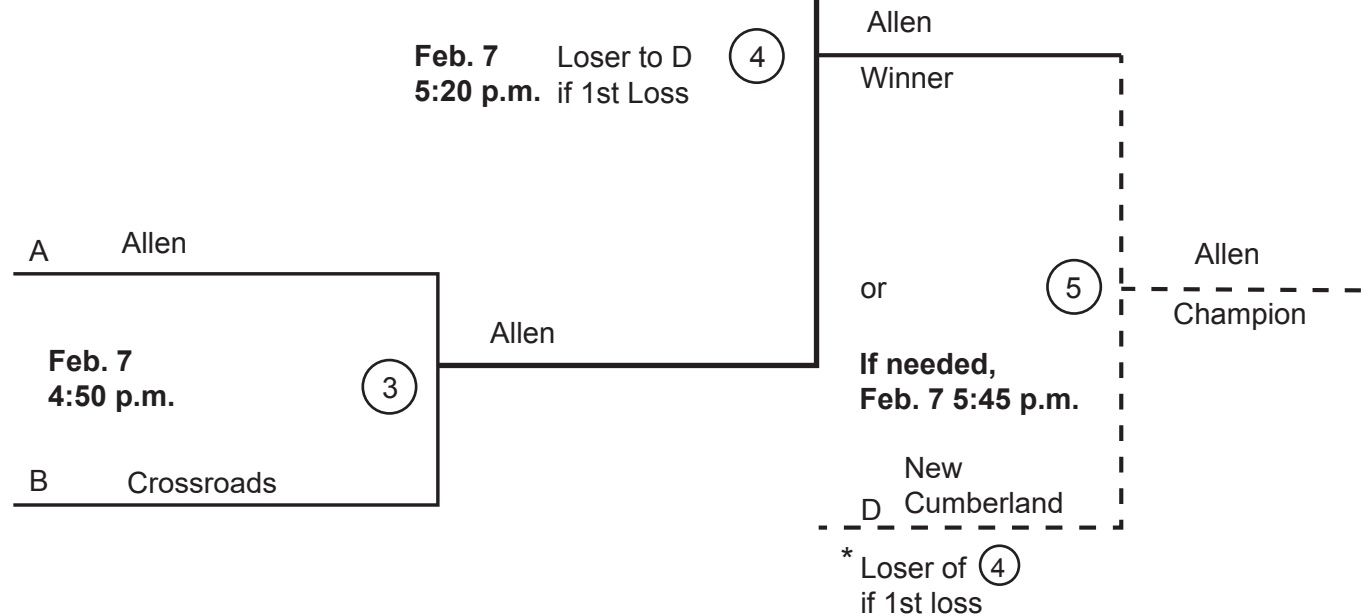 Allen
Feb. 7 Loser to D 4
5:20 p.m. if 1st Loss
Winner
A Allen
Allen
or 5
Champion
Allen
Feb. 7
4:50 p.m. 3
If needed,
Feb. 7 5:45 p.m.
B Crossroads
New
D Cumberland
* Loser of 4
if 1st loss